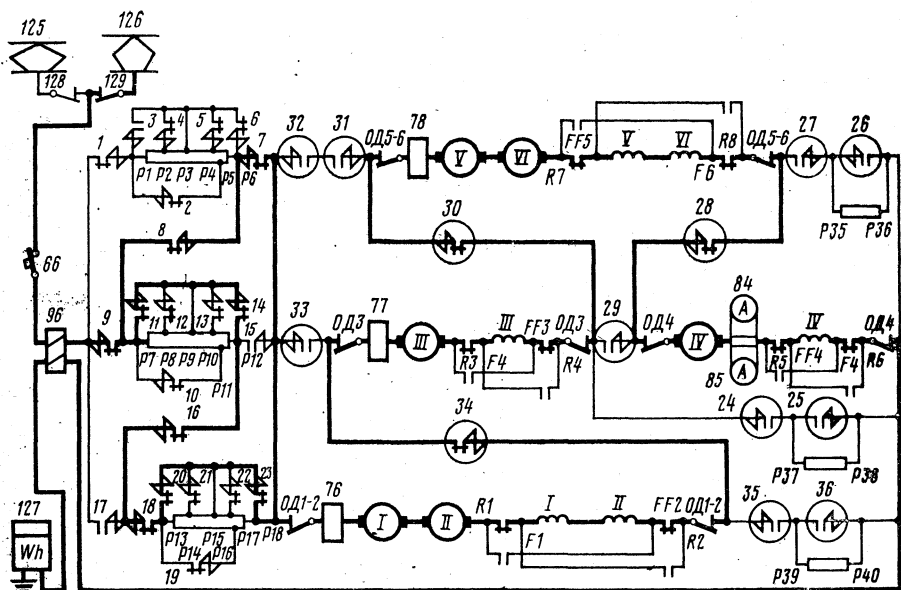 125 126
128 129
1 3 4 5 6 7 32 31 ОД5-6 78 FF5 V VI R8 ОД5-6 27 26
V VI
P1 P2 P3 P4 P5 P6 R7 F6 P35 P36
2
8 30 28
66
96 9 11 12 13 14 33 ОД3 77 III FF3 ОД3 29 ОД4 84 IV ОД4
15 III IV A
P7 P8 P9 P10 P12 R3 F4 R4 R5 FF4 F4 R6
P11 85 A
10
16 34 24 25
P37 P38
17 18 20 21 22 23 ОД1-2 76 R1 I II FF2 ОД1-2 35 36
127 I II
P13 P15 P17 P18 F1 R2
Wh P14 P16 P39 P40
19